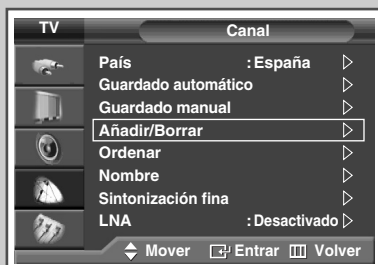 TV Canal
País : España
Guardado automático
Guardado manual
Añadir/Borrar
Ordenar
Nombre
Sintonización fina
LNA : Desactivado
Mover Entrar Volver